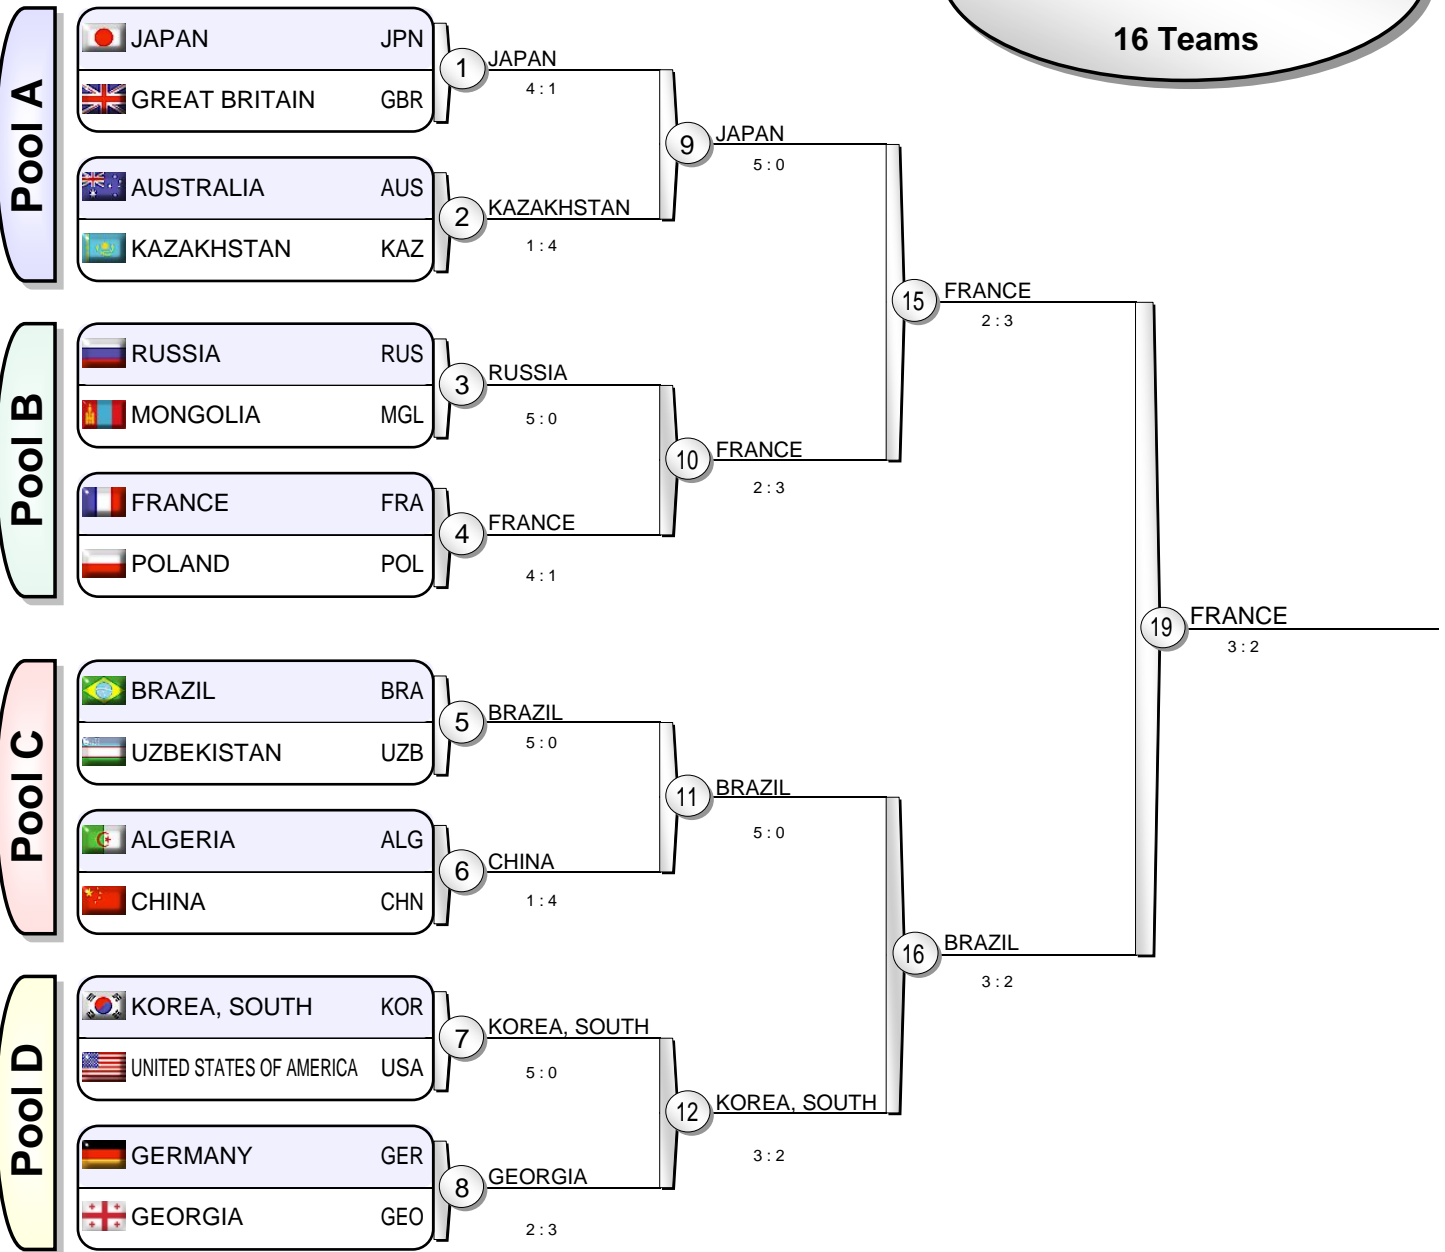 16 Teams
Pool A
JAPAN JPN
GREAT BRITAIN GBR
AUSTRALIA AUS
KAZAKHSTAN KAZ
Pool B
RUSSIA RUS
MONGOLIA MGL
FRANCE FRA
POLAND POL
Pool C
BRAZIL BRA
UZBEKISTAN UZB
ALGERIA ALG
CHINA CHN
Pool D
KOREA, SOUTH KOR
UNITED STATES OF AMERICA USA
GERMANY GER
GEORGIA GEO
1 JAPAN
4 : 1
2 KAZAKHSTAN
1 : 4
3 RUSSIA
5 : 0
4 FRANCE
4 : 1
5 BRAZIL
5 : 0
6 CHINA
1 : 4
7 KOREA, SOUTH
5 : 0
8 GEORGIA
2 : 3
9 JAPAN
5 : 0
10 FRANCE
2 : 3
11 BRAZIL
5 : 0
12 KOREA, SOUTH
3 : 2
15 FRANCE
2 : 3
16 BRAZIL
3 : 2
19 FRANCE
3 : 2